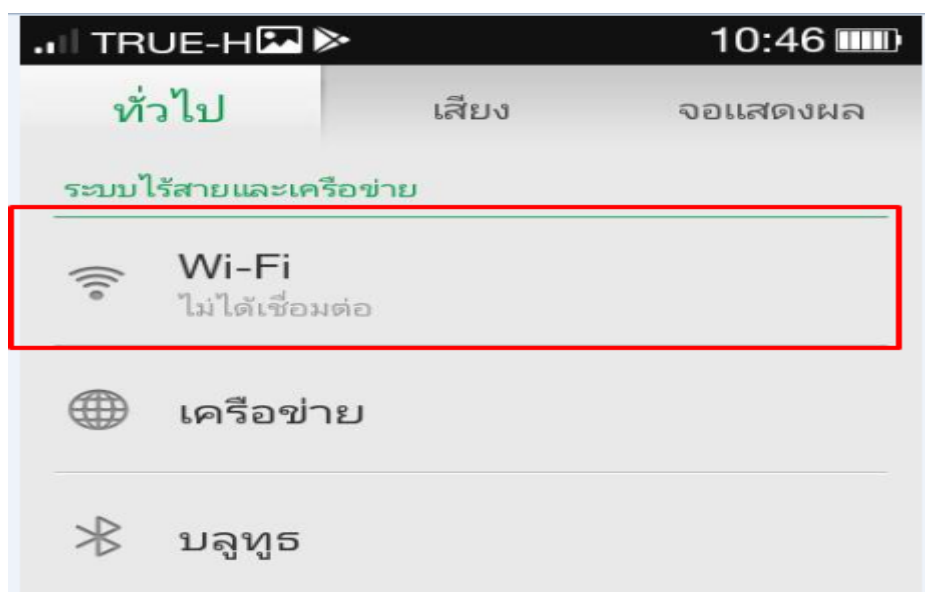 TRUE-H 10:46
ทั่วไป เสียง จอแสดงผล
ระบบไร้สายและเครือข่าย
Wi-Fi
ไม่ได้เชื่อมต่อ
เครือข่าย
บลูทูธ